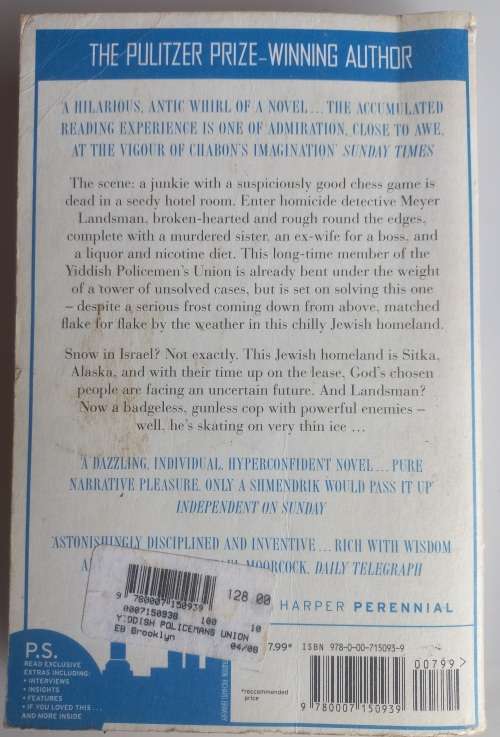 THE PULITZER PRIZE-WINNING AUTHOR
'A HILARIOUS, ANTIC WHIRL OF A NOVEL ... THE ACCUMULATED
READING EXPERIENCE IS ONE OF ADMIRATION, CLOSE TO AWE,
AT THE VIGOUR OF CHABON'S IMAGINATION' SUNDAY TIMES
The scene: a junkie with a suspiciously good chess game is
dead in a seedy hotel room. Enter homicide detective Meyer
Landsman, broken-hearted and rough round the edges,
complete with a murdered sister, an ex-wife for a boss, and
a liquor and nicotine diet. This long-time member of the
Yiddish Policemen's Union is already bent under the weight
of a tower of unsolved cases, but is set on solving this one
– despite a serious frost coming down from above, matched
flake for flake by the weather in this chilly Jewish homeland.
Snow in Israel? Not exactly. This Jewish homeland is Sitka,
Alaska, and with their time up on the lease, God's chosen
people are facing an uncertain future. And Landsman?
Now a badgeless, gunless cop with powerful enemies –
well, he's skating on very thin ice ...
'A DAZZLING, INDIVIDUAL, HYPERCONFIDENT NOVEL ... PURE
NARRATIVE PLEASURE. ONLY A SHMENDRIK WOULD PASS IT UP'
INDEPENDENT ON SUNDAY
'ASTONISHINGLY DISCIPLINED AND INVENTIVE ... RICH WITH WISDOM
MOORCOCK, DAILY TELEGRAPH
9 780007 150939 128.00
0007150938 100 10
YIDDISH POLICEMANS UNION
EB Brooklyn 04/08
HARPER PERENNIAL
7.99* ISBN 978-0-00-715093-9
00799 >
*reccommended
price
9 780007 150939
P.S.
READ EXCLUSIVE
EXTRAS INCLUDING:
• INTERVIEWS
• INSIGHTS
• FEATURES
• IF YOU LOVED THIS ...
AND MORE INSIDE